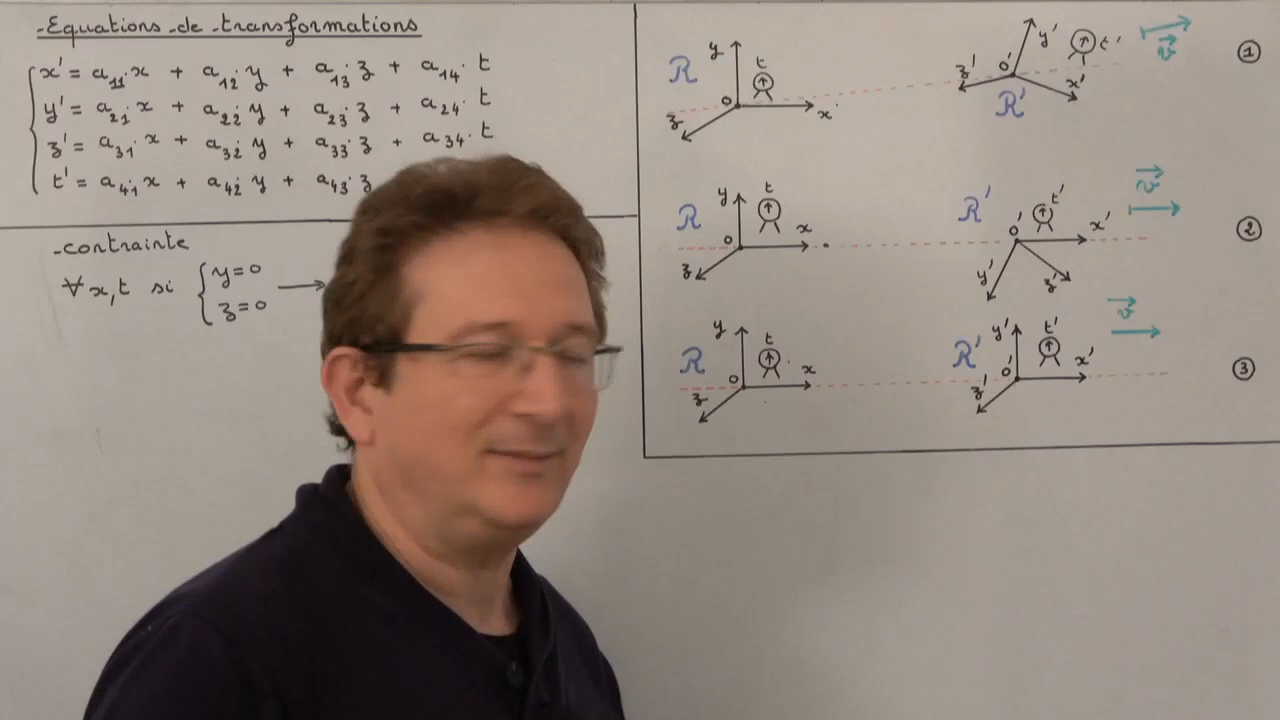 -Equations de transformations
x' = a₁₁·x + a₁₂·y + a₁₃·z + a₁₄·t
y' = a₂₁·x + a₂₂·y + a₂₃·z + a₂₄·t
z' = a₃₁·x + a₃₂·y + a₃₃·z + a₃₄·t
t' = a₄₁·x + a₄₂·y + a₄₃·z
-contrainte
∀x,t si { y=0
z=0 →
R y t o x z
y' t' o' z' x' R' v ①
R y t o x z
R' t' o' x' y' z' v ②
R y t o x z
R' y' t' o' x' z' v ③